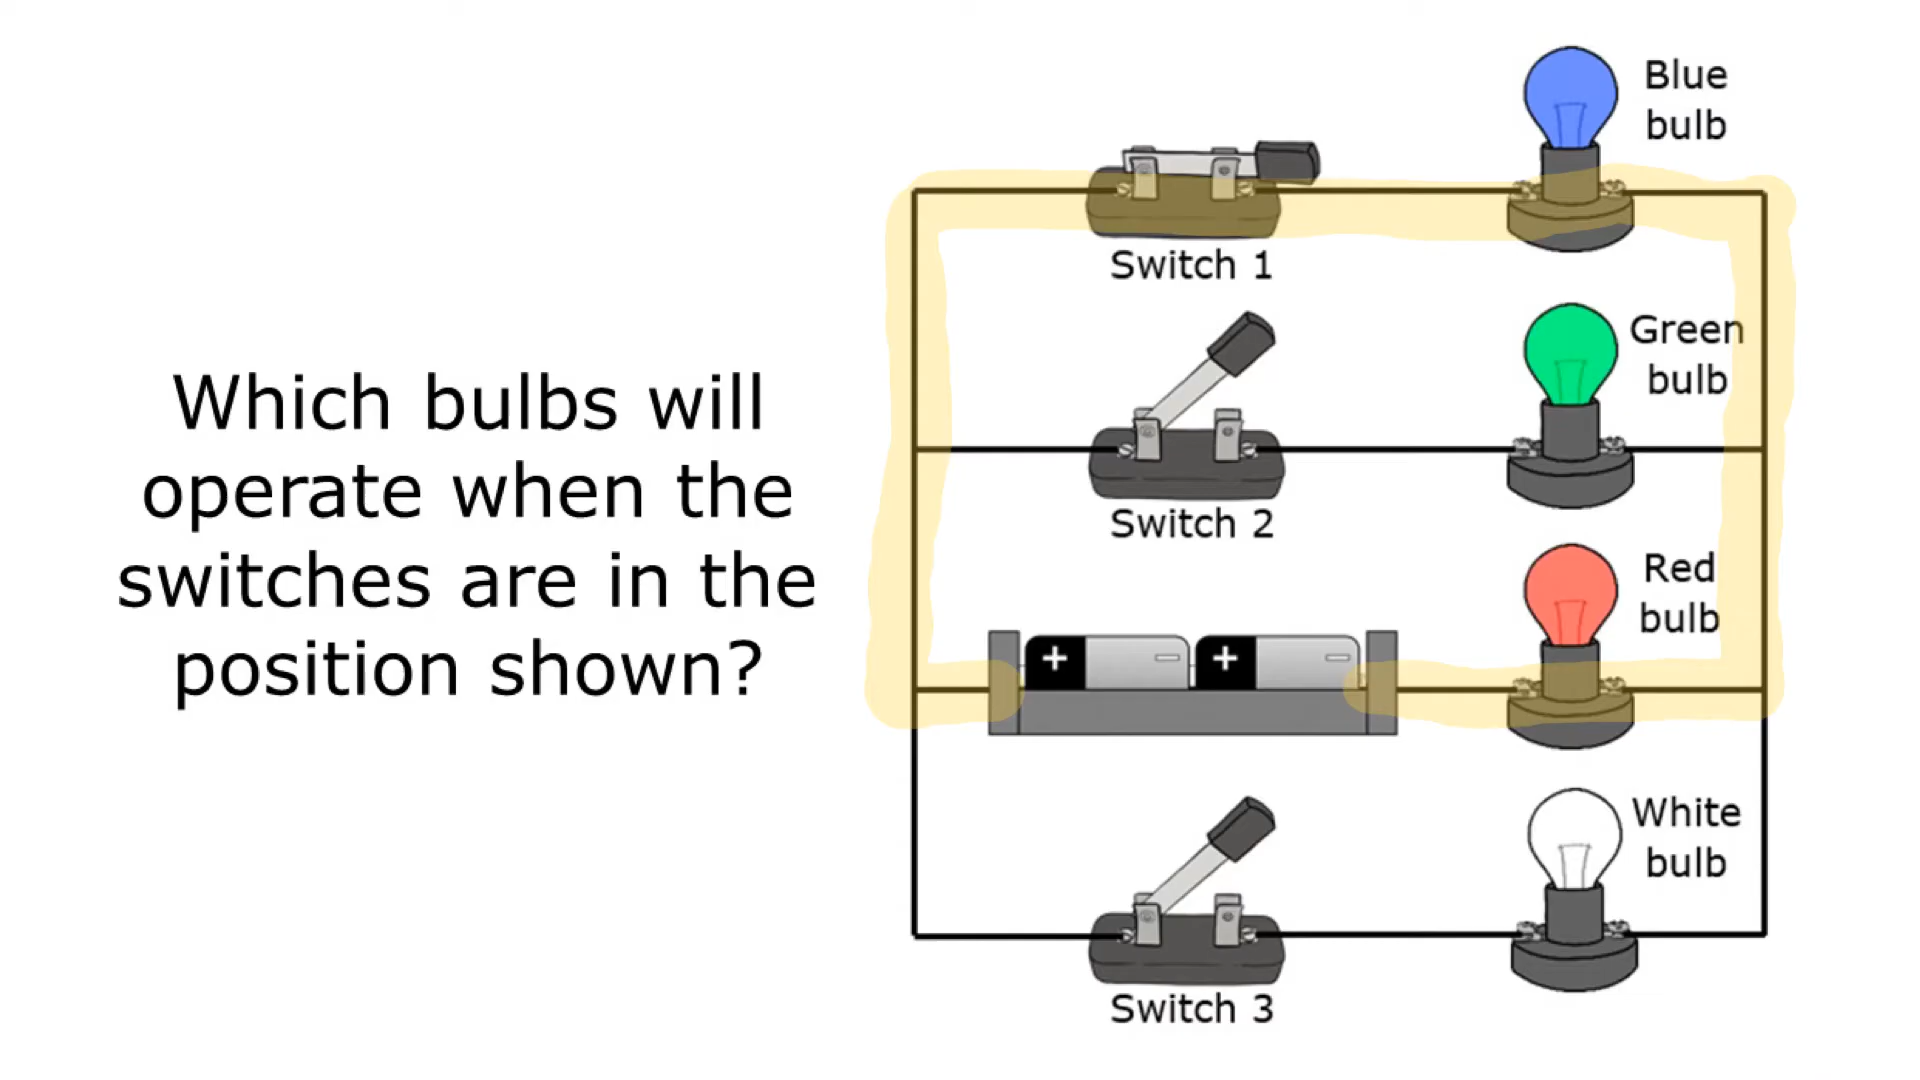 Which bulbs will
operate when the
switches are in the
position shown?
Blue
bulb
Switch 1
Green
bulb
Switch 2
Red
bulb
+ − + −
White
bulb
Switch 3